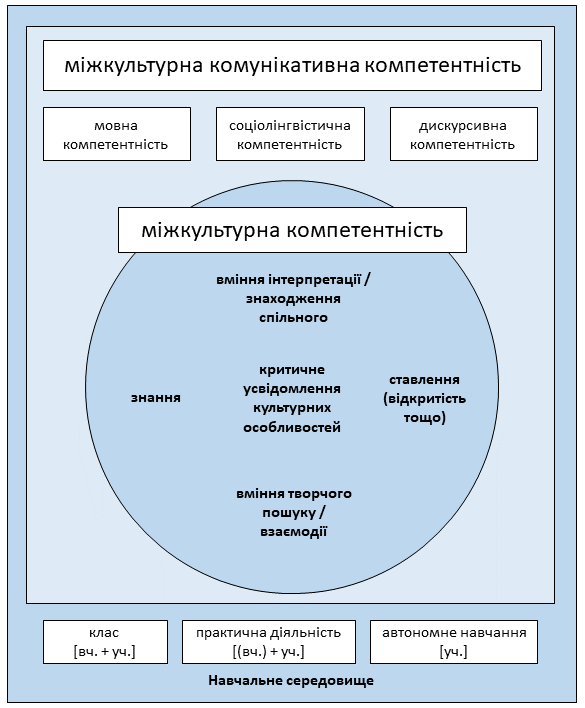 міжкультурна комунікативна компетентність
мовна
компетентність
соціолінгвістична
компетентність
дискурсивна
компетентність
міжкультурна компетентність
вміння інтерпретації /
знаходження
спільного
знання
критичне
усвідомлення
культурних
особливостей
ставлення
(відкритість
тощо)
вміння творчого
пошуку /
взаємодії
клас
[вч. + уч.]
практична діяльність
[(вч.) + уч.]
автономне навчання
[уч.]
Навчальне середовище